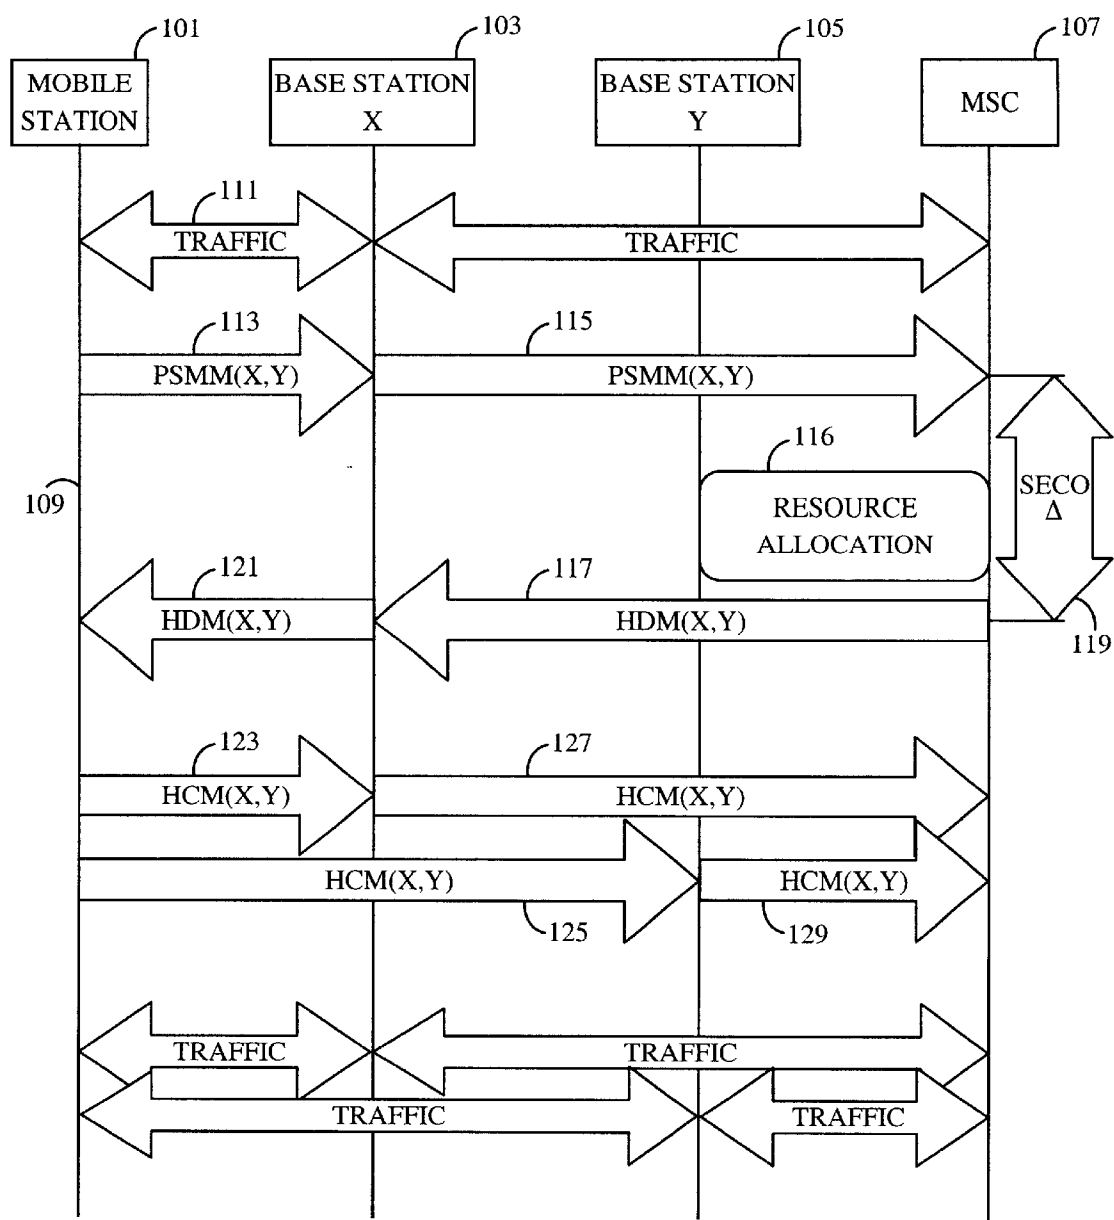 101
103
105
107
MOBILE
STATION
BASE STATION
X
BASE STATION
Y
MSC
111
TRAFFIC
TRAFFIC
113
115
PSMM(X,Y)
PSMM(X,Y)
116
109
RESOURCE
ALLOCATION
SECO
Δ
121
117
HDM(X,Y)
HDM(X,Y)
119
123
127
HCM(X,Y)
HCM(X,Y)
HCM(X,Y)
HCM(X,Y)
125
129
TRAFFIC
TRAFFIC
TRAFFIC
TRAFFIC